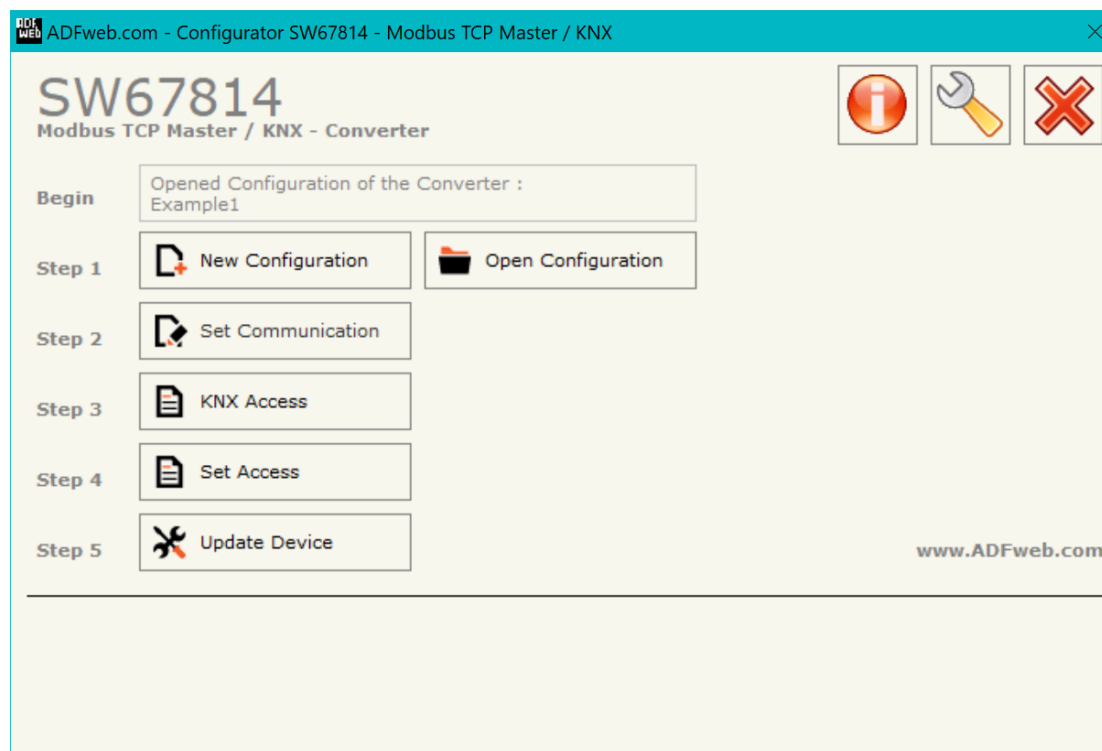 ADF
web ADFweb.com - Configurator SW67814 - Modbus TCP Master / KNX
SW67814
Modbus TCP Master / KNX - Converter
Begin
Opened Configuration of the Converter :
Example1
Step 1
New Configuration
Open Configuration
Step 2
Set Communication
Step 3
KNX Access
Step 4
Set Access
Step 5
Update Device
www.ADFweb.com